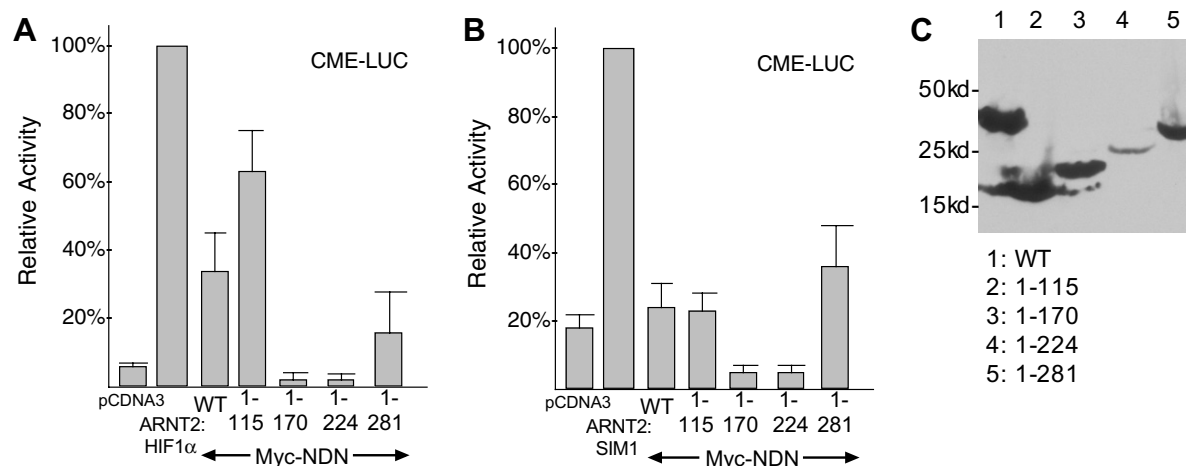 A
100%
80%
60%
40%
20%
Relative Activity
CME-LUC
pCDNA3
ARNT2:
HIF1α
WT
1-
115
1-
170
1-
224
1-
281
Myc-NDN
B
100%
80%
60%
40%
20%
Relative Activity
CME-LUC
pCDNA3
ARNT2:
SIM1
WT
1-
115
1-
170
1-
224
1-
281
Myc-NDN
C
1 2 3 4 5
50kd-
25kd-
15kd-
1: WT
2: 1-115
3: 1-170
4: 1-224
5: 1-281